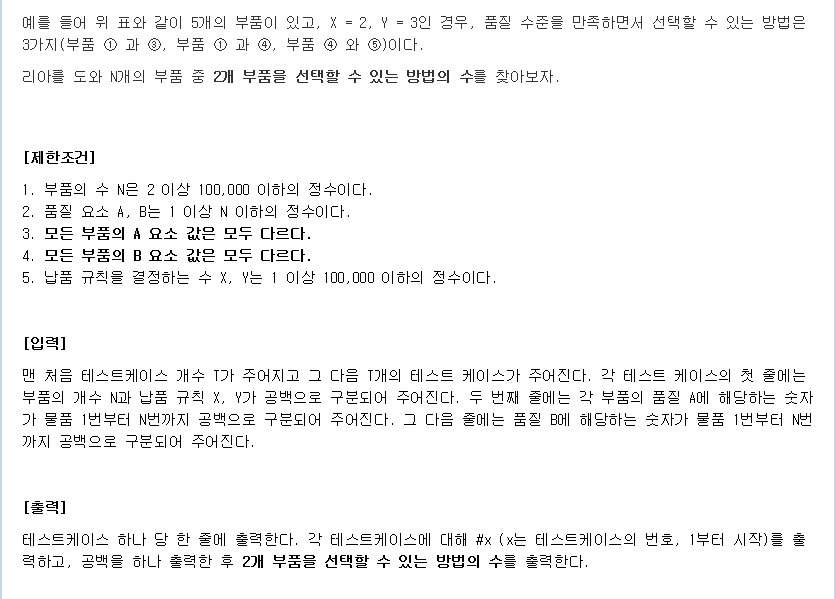 예를 들어 위 표와 같이 5개의 부품이 있고, X = 2, Y = 3인 경우, 품질 수준을 만족하면서 선택할 수 있는 방법은
3가지(부품 ① 과 ③, 부품 ① 과 ④, 부품 ④ 와 ⑤)이다.
리아를 도와 N개의 부품 중 2개 부품을 선택할 수 있는 방법의 수를 찾아보자.
[제한조건]
1. 부품의 수 N은 2 이상 100,000 이하의 정수이다.
2. 품질 요소 A, B는 1 이상 N 이하의 정수이다.
3. 모든 부품의 A 요소 값은 모두 다르다.
4. 모든 부품의 B 요소 값은 모두 다르다.
5. 납품 규칙을 결정하는 수 X, Y는 1 이상 100,000 이하의 정수이다.
[입력]
맨 처음 테스트케이스 개수 T가 주어지고 그 다음 T개의 테스트 케이스가 주어진다. 각 테스트 케이스의 첫 줄에는
부품의 개수 N과 납품 규칙 X, Y가 공백으로 구분되어 주어진다. 두 번째 줄에는 각 부품의 품질 A에 해당하는 숫자
가 물품 1번부터 N번까지 공백으로 구분되어 주어진다. 그 다음 줄에는 품질 B에 해당하는 숫자가 물품 1번부터 N번
까지 공백으로 구분되어 주어진다.
[출력]
테스트케이스 하나 당 한 줄에 출력한다. 각 테스트케이스에 대해 #x (x는 테스트케이스의 번호, 1부터 시작)를 출
력하고, 공백을 하나 출력한 후 2개 부품을 선택할 수 있는 방법의 수를 출력한다.